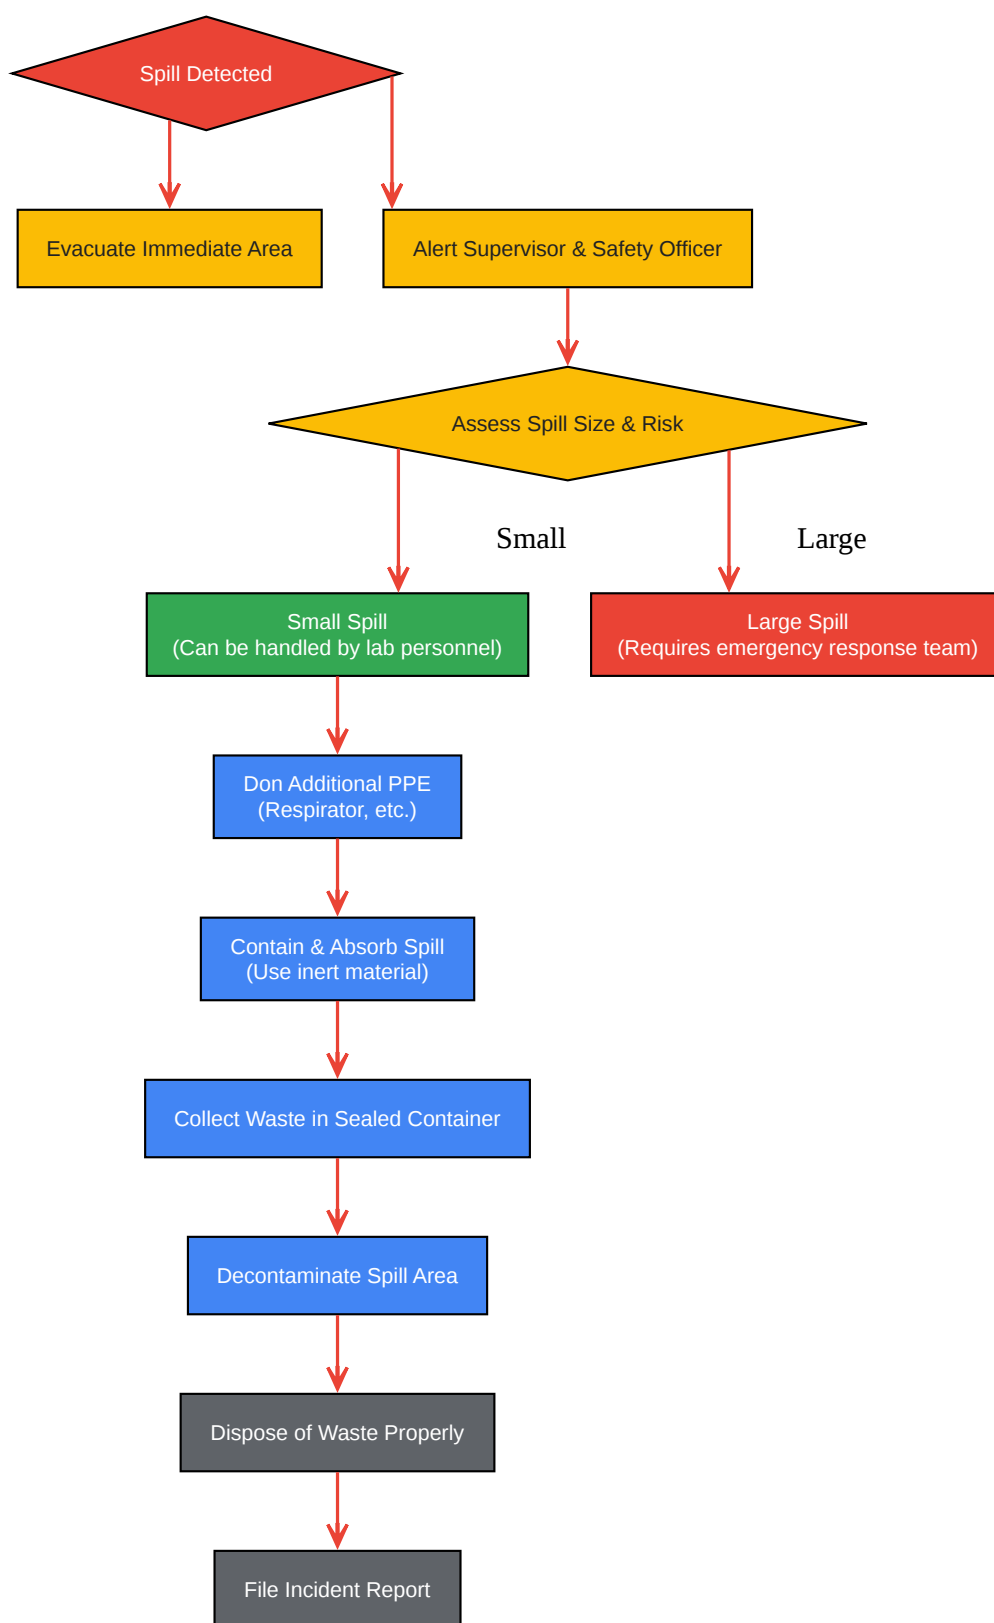 Spill Detected
Evacuate Immediate Area
Alert Supervisor & Safety Officer
Assess Spill Size & Risk
Small
Large
Small Spill
(Can be handled by lab personnel)
Large Spill
(Requires emergency response team)
Don Additional PPE
(Respirator, etc.)
Contain & Absorb Spill
(Use inert material)
Collect Waste in Sealed Container
Decontaminate Spill Area
Dispose of Waste Properly
File Incident Report